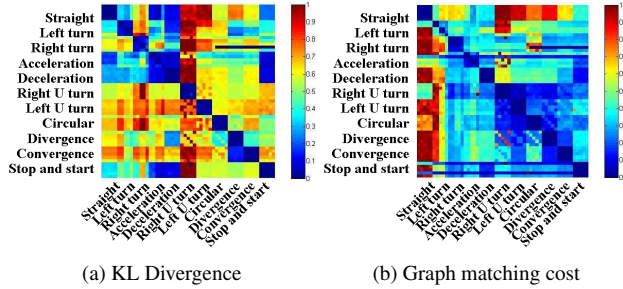 Straight
Left turn
Right turn
Acceleration
Deceleration
Right U turn
Left U turn
Circular
Divergence
Convergence
Stop and start
Straight
Left turn
Right turn
Acceleration
Deceleration
Right U turn
Left U turn
Circular
Divergence
Convergence
Stop and start
1
0.9
0.8
0.7
0.6
0.5
0.4
0.3
0.2
0.1
0
(a) KL Divergence
Straight
Left turn
Right turn
Acceleration
Deceleration
Right U turn
Left U turn
Circular
Divergence
Convergence
Stop and start
Straight
Left turn
Right turn
Acceleration
Deceleration
Right U turn
Left U turn
Circular
Divergence
Convergence
Stop and start
1
0.9
0.8
0.7
0.6
0.5
0.4
0.3
0.2
0.1
0
(b) Graph matching cost